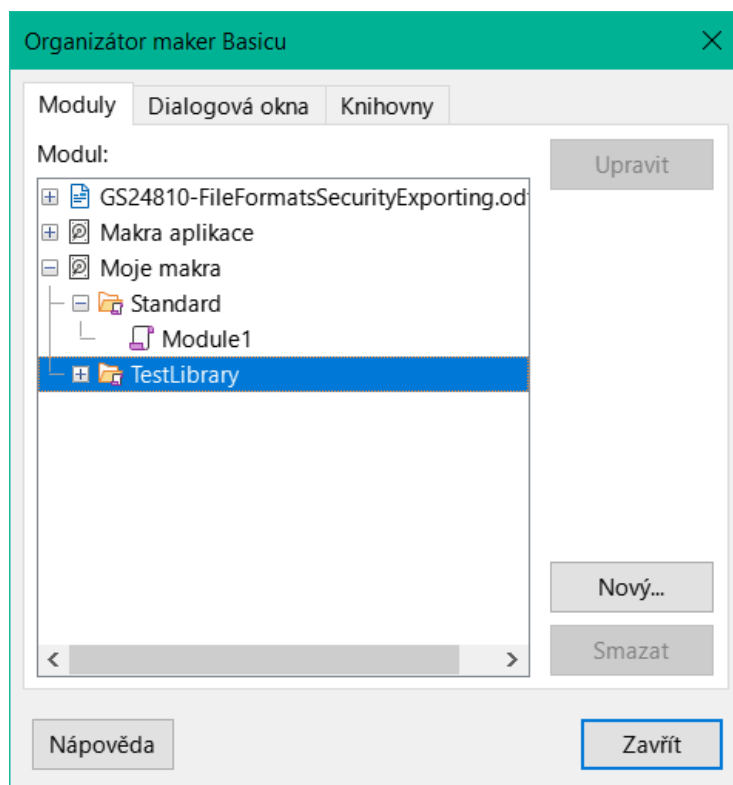 Organizátor maker Basicu
Moduly Dialogová okna Knihovny
Modul:
Upravit
GS24810-FileFormatsSecurityExporting.od
Makra aplikace
Moje makra
Standard
Module1
TestLibrary
Nový...
Smazat
Nápověda
Zavřít